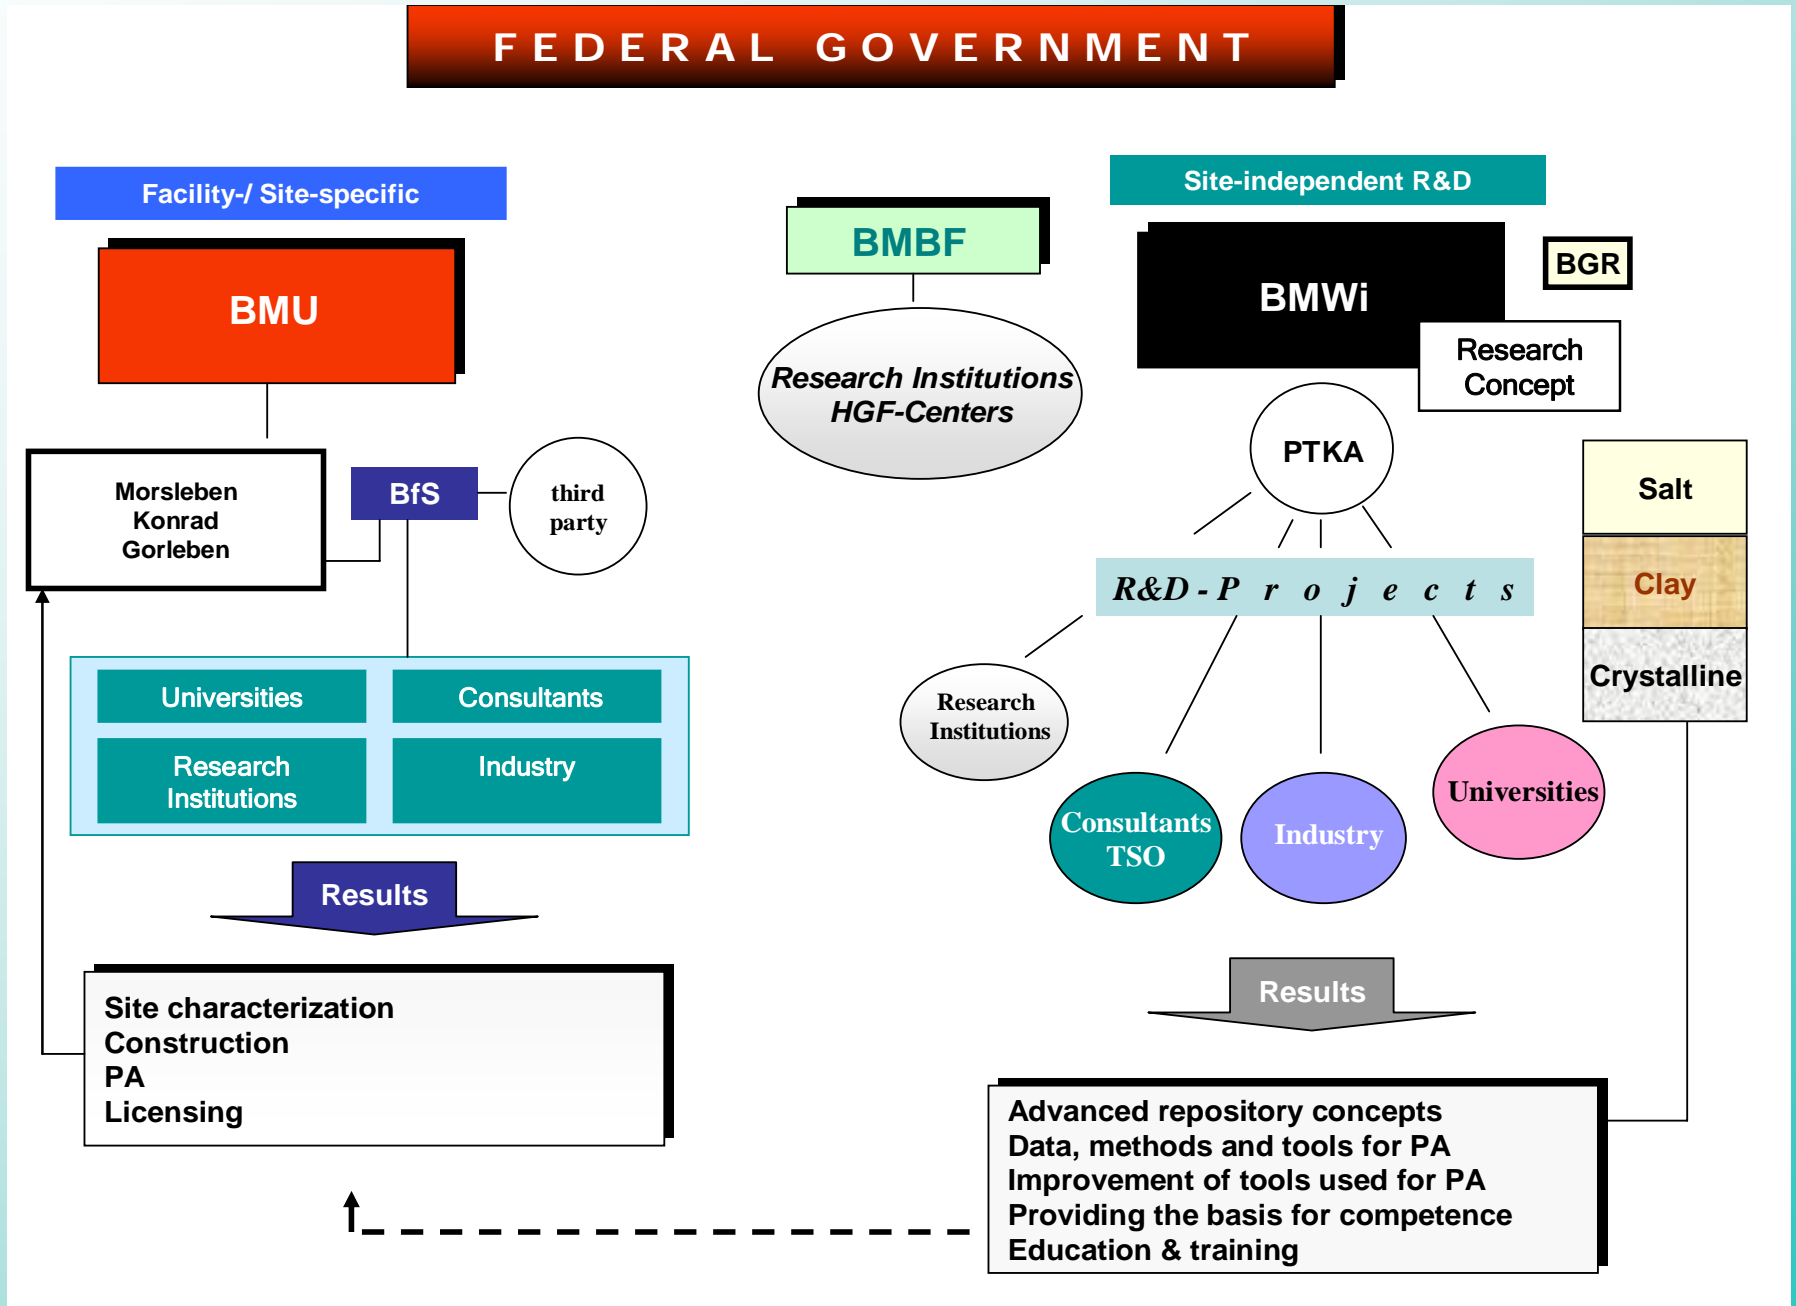 FEDERAL GOVERNMENT
Facility-/ Site-specific
BMU
Morsleben
Konrad
Gorleben
BfS
third
party
Universities
Consultants
Research
Institutions
Industry
Results
Site characterization
Construction
PA
Licensing
BMBF
Research Institutions
HGF-Centers
Site-independent R&D
BMWi
BGR
Research
Concept
PTKA
R&D - P r o j e c t s
Research
Institutions
Consultants
TSO
Industry
Universities
Salt
Clay
Crystalline
Results
Advanced repository concepts
Data, methods and tools for PA
Improvement of tools used for PA
Providing the basis for competence
Education & training